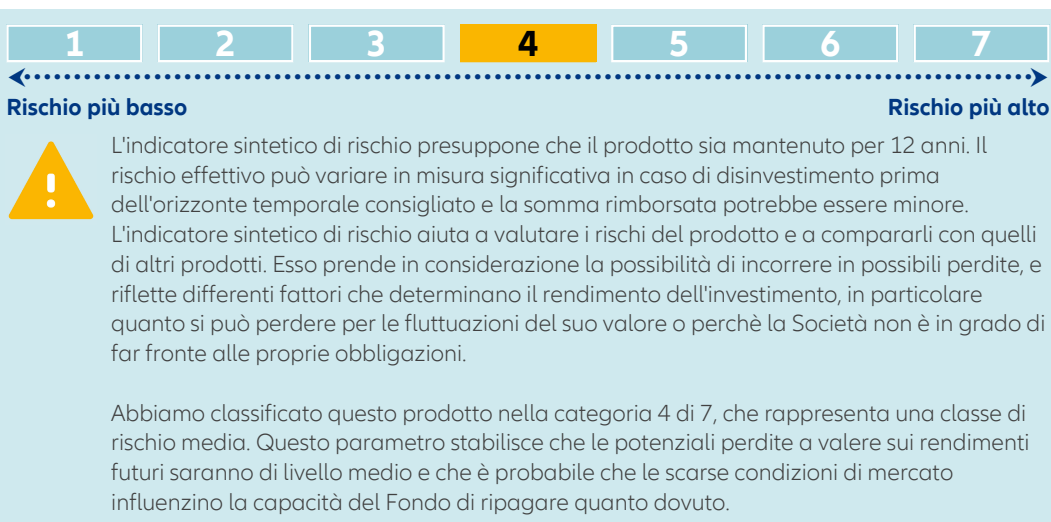 1 2 3 4 5 6 7
Rischio più basso Rischio più alto
L'indicatore sintetico di rischio presuppone che il prodotto sia mantenuto per 12 anni. Il
rischio effettivo può variare in misura significativa in caso di disinvestimento prima
dell'orizzonte temporale consigliato e la somma rimborsata potrebbe essere minore.
L'indicatore sintetico di rischio aiuta a valutare i rischi del prodotto e a compararli con quelli
di altri prodotti. Esso prende in considerazione la possibilità di incorrere in possibili perdite, e
riflette differenti fattori che determinano il rendimento dell'investimento, in particolare
quanto si può perdere per le fluttuazioni del suo valore o perchè la Società non è in grado di
far fronte alle proprie obbligazioni.
Abbiamo classificato questo prodotto nella categoria 4 di 7, che rappresenta una classe di
rischio media. Questo parametro stabilisce che le potenziali perdite a valere sui rendimenti
futuri saranno di livello medio e che è probabile che le scarse condizioni di mercato
influenzino la capacità del Fondo di ripagare quanto dovuto.